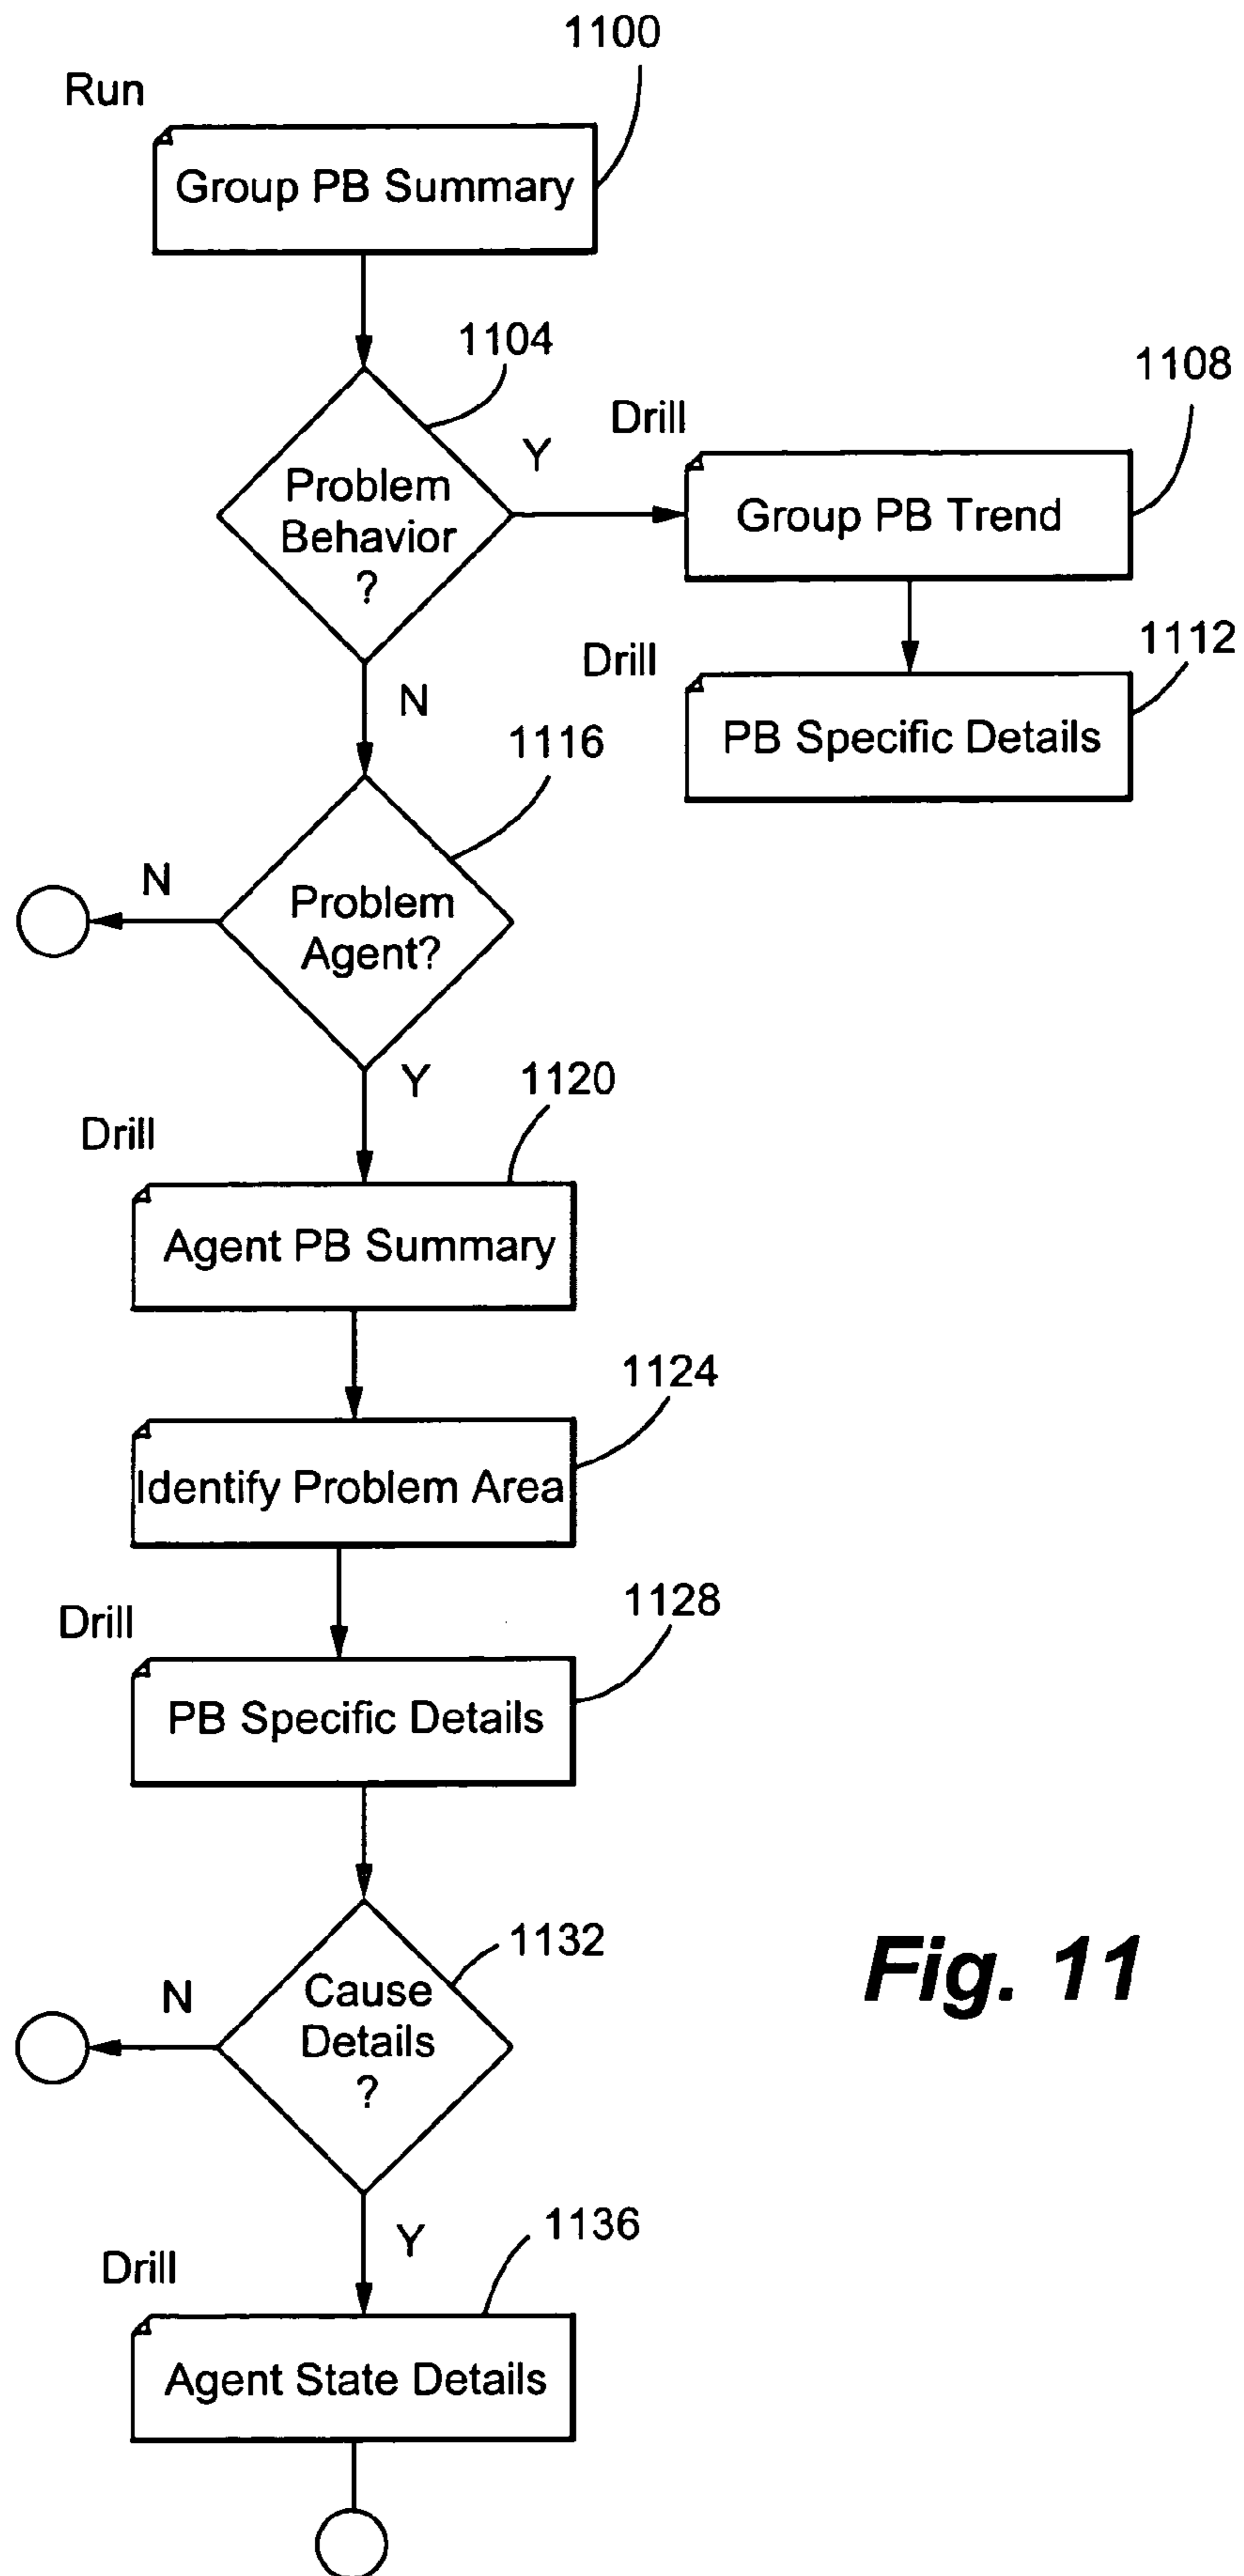 1100
Run
Group PB Summary
1104
1108
Drill
Y
Problem
Behavior
?
Group PB Trend
N
Drill
1112
PB Specific Details
1116
N
Problem
Agent?
Y
1120
Drill
Agent PB Summary
1124
Identify Problem Area
1128
Drill
PB Specific Details
1132
N
Cause
Details
?
Fig. 11
Y
1136
Drill
Agent State Details